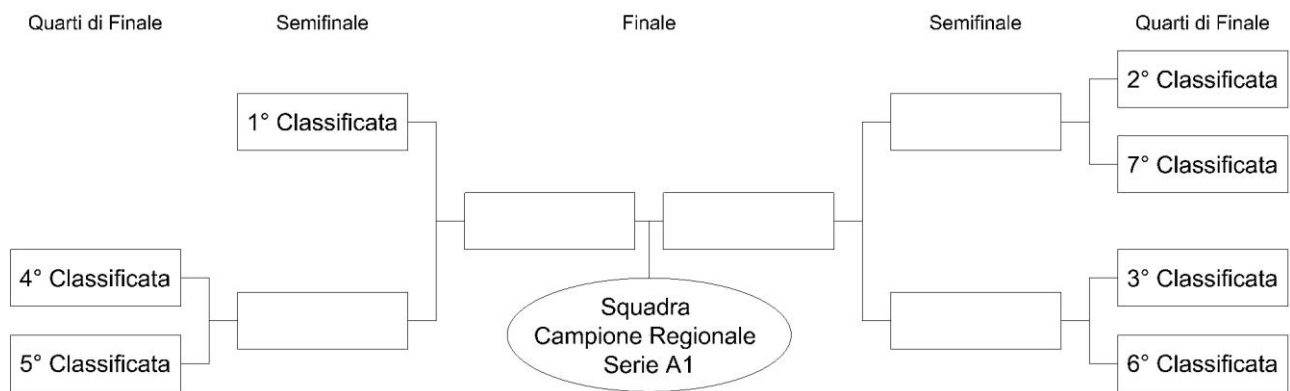 Quarti di Finale
Semifinale
Finale
Semifinale
Quarti di Finale
1° Classificata
4° Classificata
5° Classificata
Squadra
Campione Regionale
Serie A1
2° Classificata
7° Classificata
3° Classificata
6° Classificata